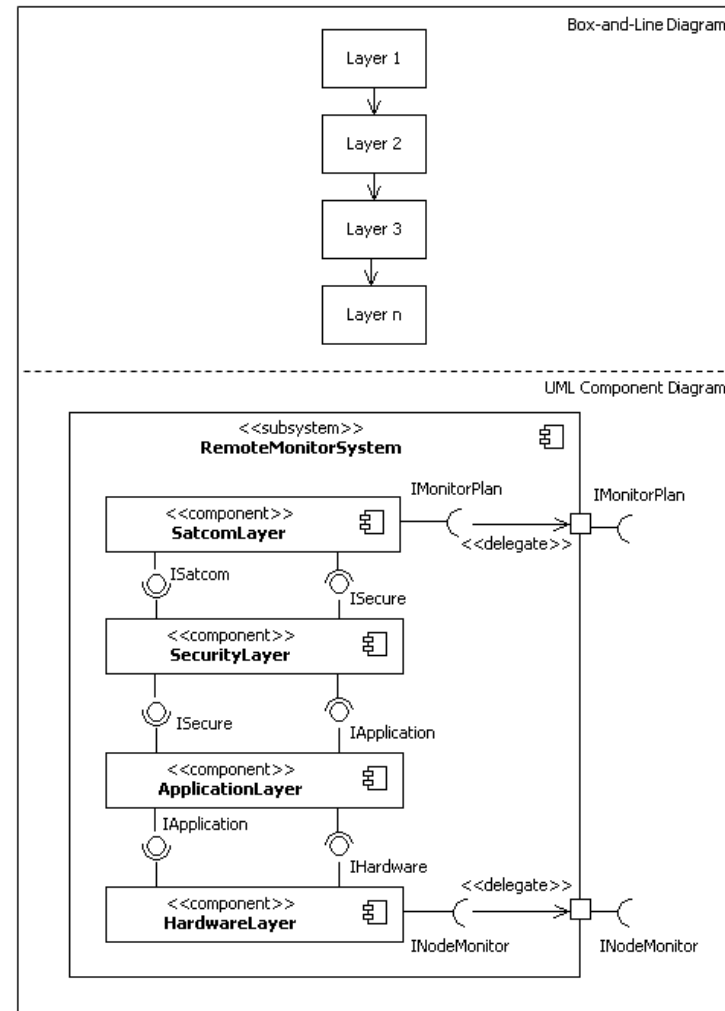 Box-and-Line Diagram
Layer 1
Layer 2
Layer 3
Layer n
UML Component Diagram
<<subsystem>>
RemoteMonitorSystem
IMonitorPlan
IMonitorPlan
<<component>>
SatcomLayer
<<delegate>>
ISatcom
ISecure
<<component>>
SecurityLayer
ISecure
IApplication
<<component>>
ApplicationLayer
IApplication
IHardware
<<delegate>>
<<component>>
HardwareLayer
INodeMonitor
INodeMonitor